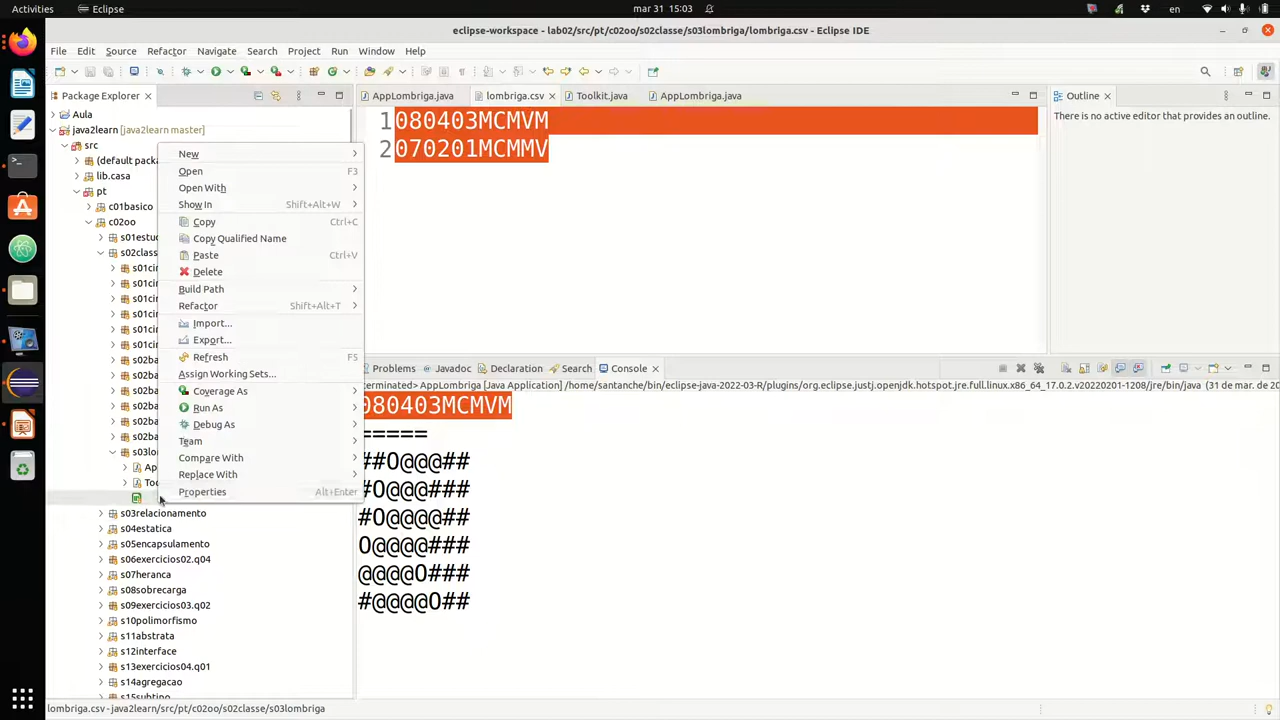 Activities
Eclipse
mar 31 15:03
en
eclipse-workspace - lab02/src/pt/c02oo/s02classe/s03lombriga/lombriga.csv - Eclipse IDE
File Edit Source Refactor Navigate Search Project Run Window Help
Package Explorer
Aula
java2learn [java2learn master]
src
lib.casa
pt
c01basico
c02oo
s03relacionamento
s04estatica
s05encapsulamento
s06exercicios02.q04
s07heranca
s08sobrecarga
s09exercicios03.q02
s10polimorfismo
s11abstrata
s12interface
s13exercicios04.q01
s14agregacao
s15subtipo
New
Open F3
Open With
Show In Shift+Alt+W
Copy Ctrl+C
Copy Qualified Name
Paste Ctrl+V
Delete
Build Path
Refactor Shift+Alt+T
Import...
Export...
Refresh F5
Assign Working Sets...
Coverage As
Run As
Debug As
Team
Compare With
Replace With
Properties Alt+Enter
AppLombriga.java lombriga.csv Toolkit.java AppLombriga.java
1 080403MCMVM
2 070201MCMMV
Outline
There is no active editor that provides an outline.
Problems Javadoc Declaration Search Console
terminated> AppLombriga [Java Application] /home/santanche/bin/eclipse-java-2022-03-R/plugins/org.eclipse.justj.openjdk.hotspot.jre.full.linux.x86_64_17.0.2.v20220201-1208/jre/bin/java (31 de mar. de 20
080403MCMVM
=====
##O@@@##
#O@@@###
#O@@@###
O@@@@###
@@@@O###
#@@@@O##
lombriga.csv - java2learn/src/pt/c02oo/s02classe/s03lombriga